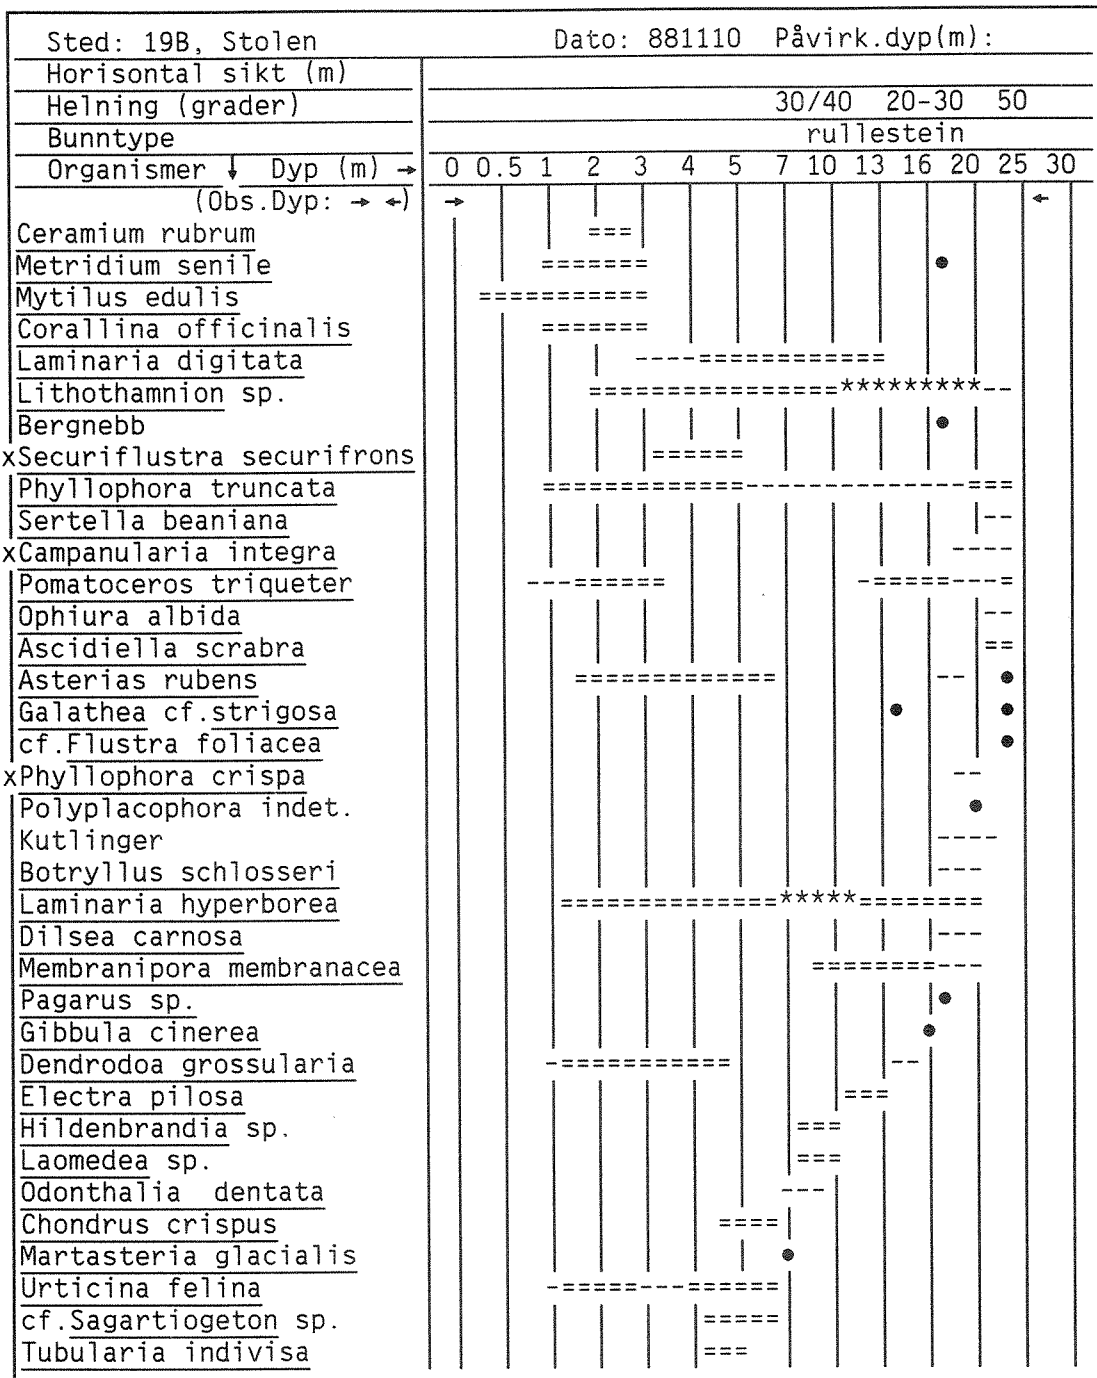 Sted: 19B, Stolen Dato: 881110 Påvirk.dyp(m):
Horisontal sikt (m)
Helning (grader) 30/40 20-30 50
Bunntype rullestein
Organismer ↓ Dyp (m) → 0 0.5 1 2 3 4 5 7 10 13 16 20 25 30
(Obs.Dyp: → ←) → ←
Ceramium rubrum ===
Metridium senile ======= •
Mytilus edulis ===========
Corallina officinalis =======
Laminaria digitata ----============
Lithothamnion sp. ================*********--
Bergnebb •
xSecuriflustra securifrons ======
Phyllophora truncata =============--------------===
Sertella beaniana --
xCampanularia integra ----
Pomatoceros triqueter ---====== -=====---=
Ophiura albida --
Ascidiella scrabra ==
Asterias rubens ============= -- •
Galathea cf.strigosa • •
cf.Flustra foliacea •
xPhyllophora crispa --
Polyplacophora indet. •
Kutlinger ----
Botryllus schlosseri ---
Laminaria hyperborea ==============*****========
Dilsea carnosa ---
Membranipora membranacea ========---
Pagarus sp. •
Gibbula cinerea •
Dendrodoa grossularia -=========== --
Electra pilosa ===
Hildenbrandia sp. ===
Laomedea sp. ===
Odonthalia dentata ---
Chondrus crispus ====
Martasteria glacialis •
Urticina felina -=====---======
cf.Sagartiogeton sp. =====
Tubularia indivisa ===